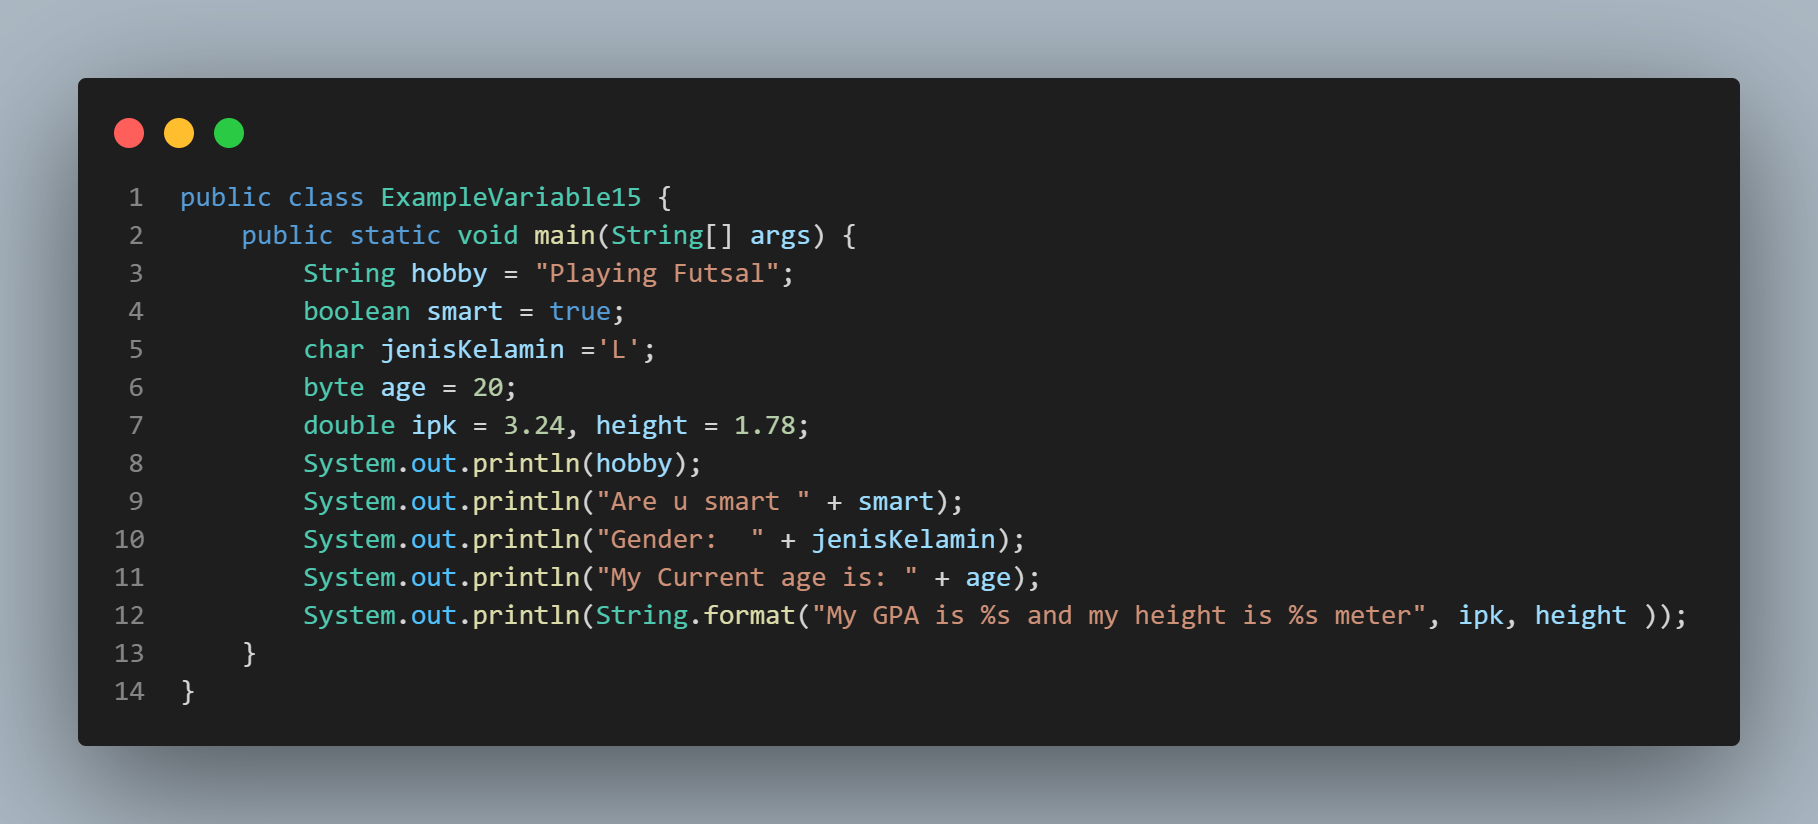 1 public class ExampleVariable15 {
2     public static void main(String[] args) {
3         String hobby = "Playing Futsal";
4         boolean smart = true;
5         char jenisKelamin ='L';
6         byte age = 20;
7         double ipk = 3.24, height = 1.78;
8         System.out.println(hobby);
9         System.out.println("Are u smart " + smart);
10         System.out.println("Gender:  " + jenisKelamin);
11         System.out.println("My Current age is: " + age);
12         System.out.println(String.format("My GPA is %s and my height is %s meter", ipk, height ));
13     }
14 }